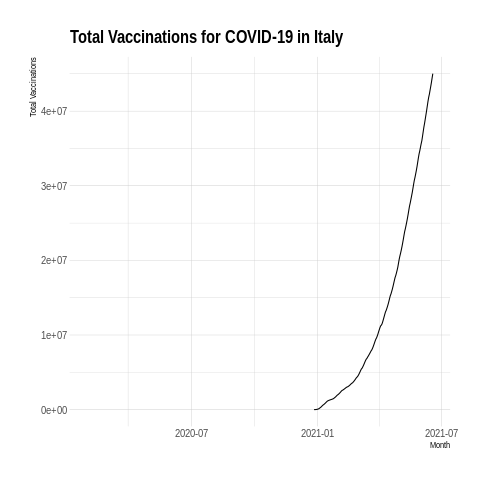 Total Vaccinations for COVID-19 in Italy
Total Vaccinations
4e+07
3e+07
2e+07
1e+07
0e+00
2020-07 2021-01 2021-07
Month